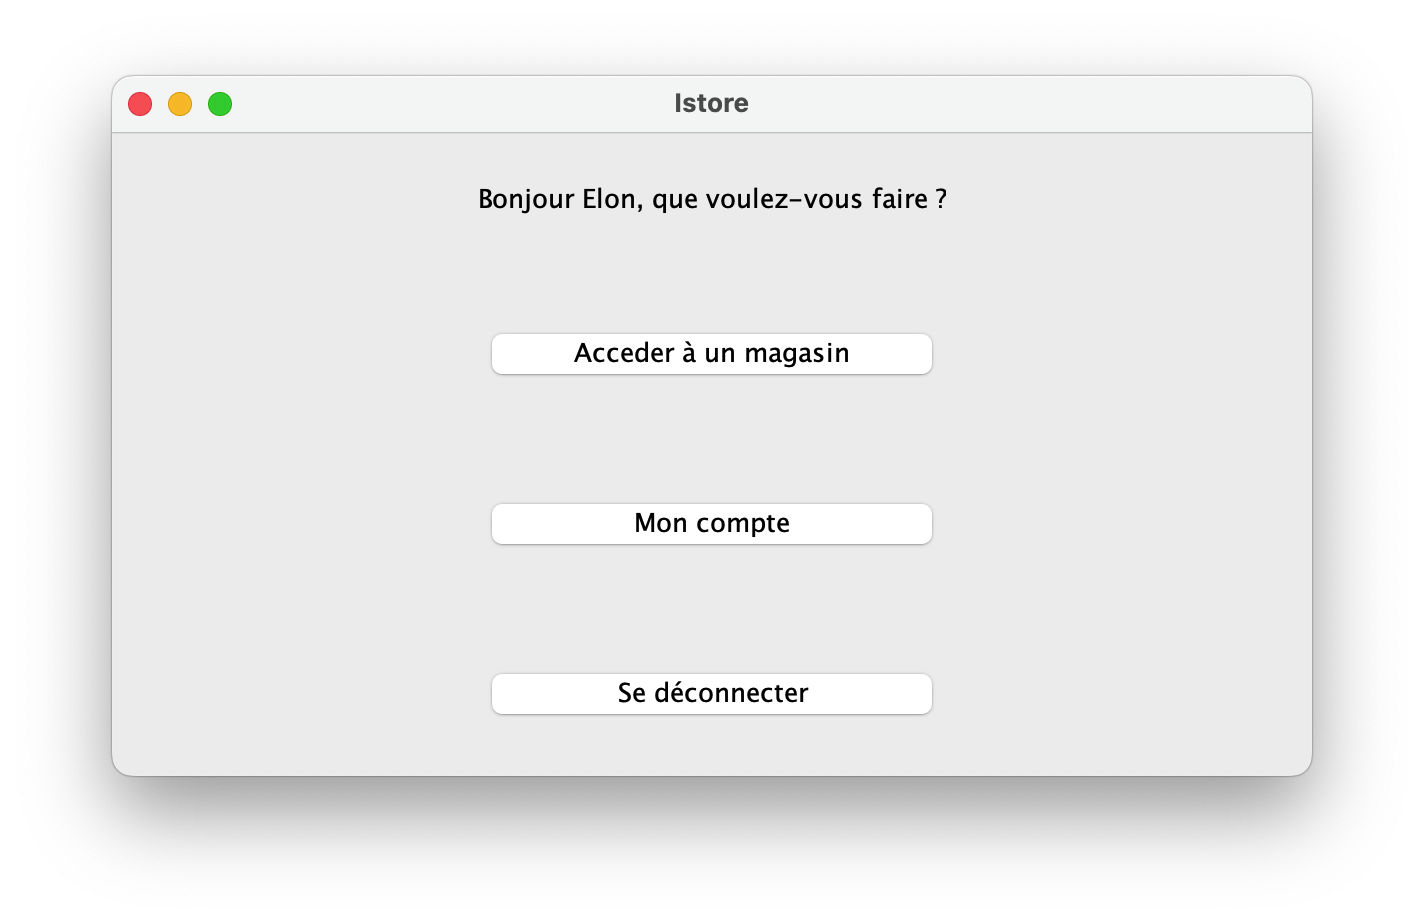 Istore
Bonjour Elon, que voulez-vous faire ?
Acceder à un magasin
Mon compte
Se déconnecter